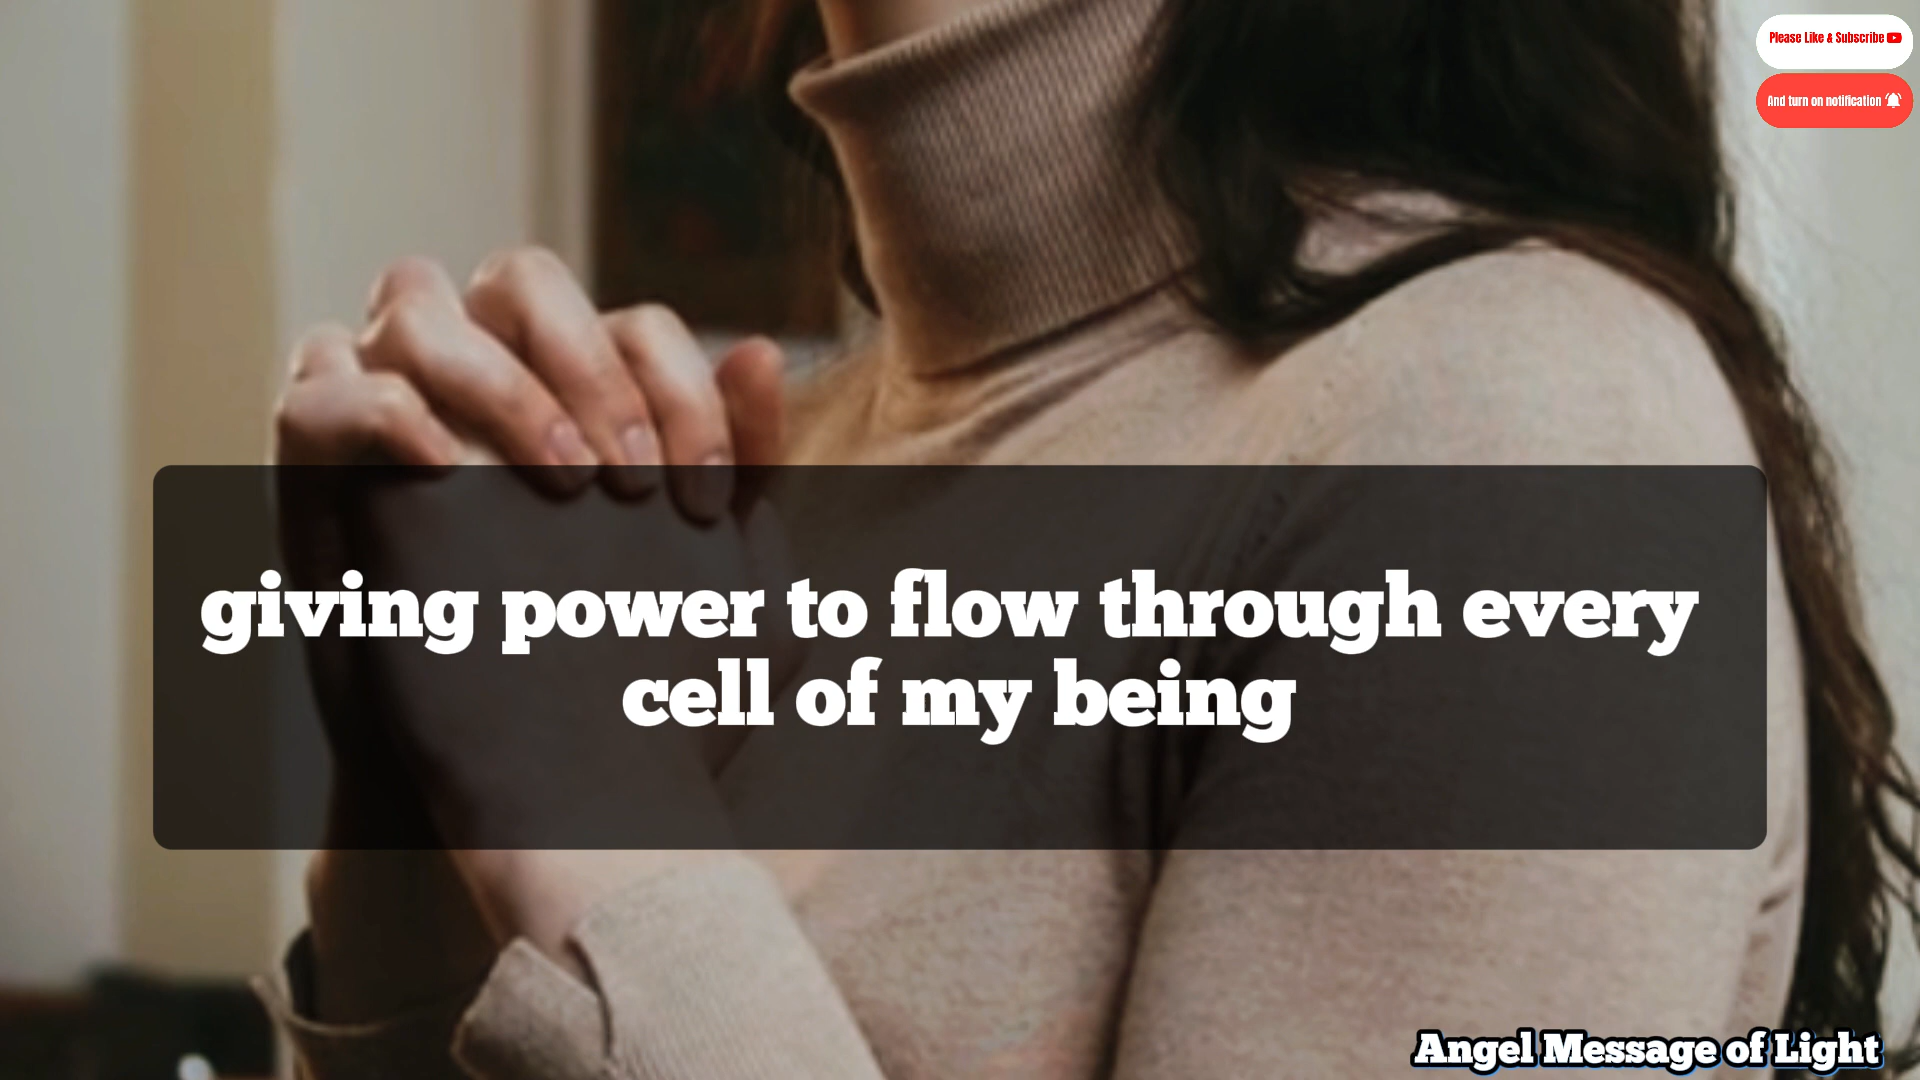 Please Like & Subscribe
And turn on notification
giving power to flow through every
cell of my being
Angel Message of Light